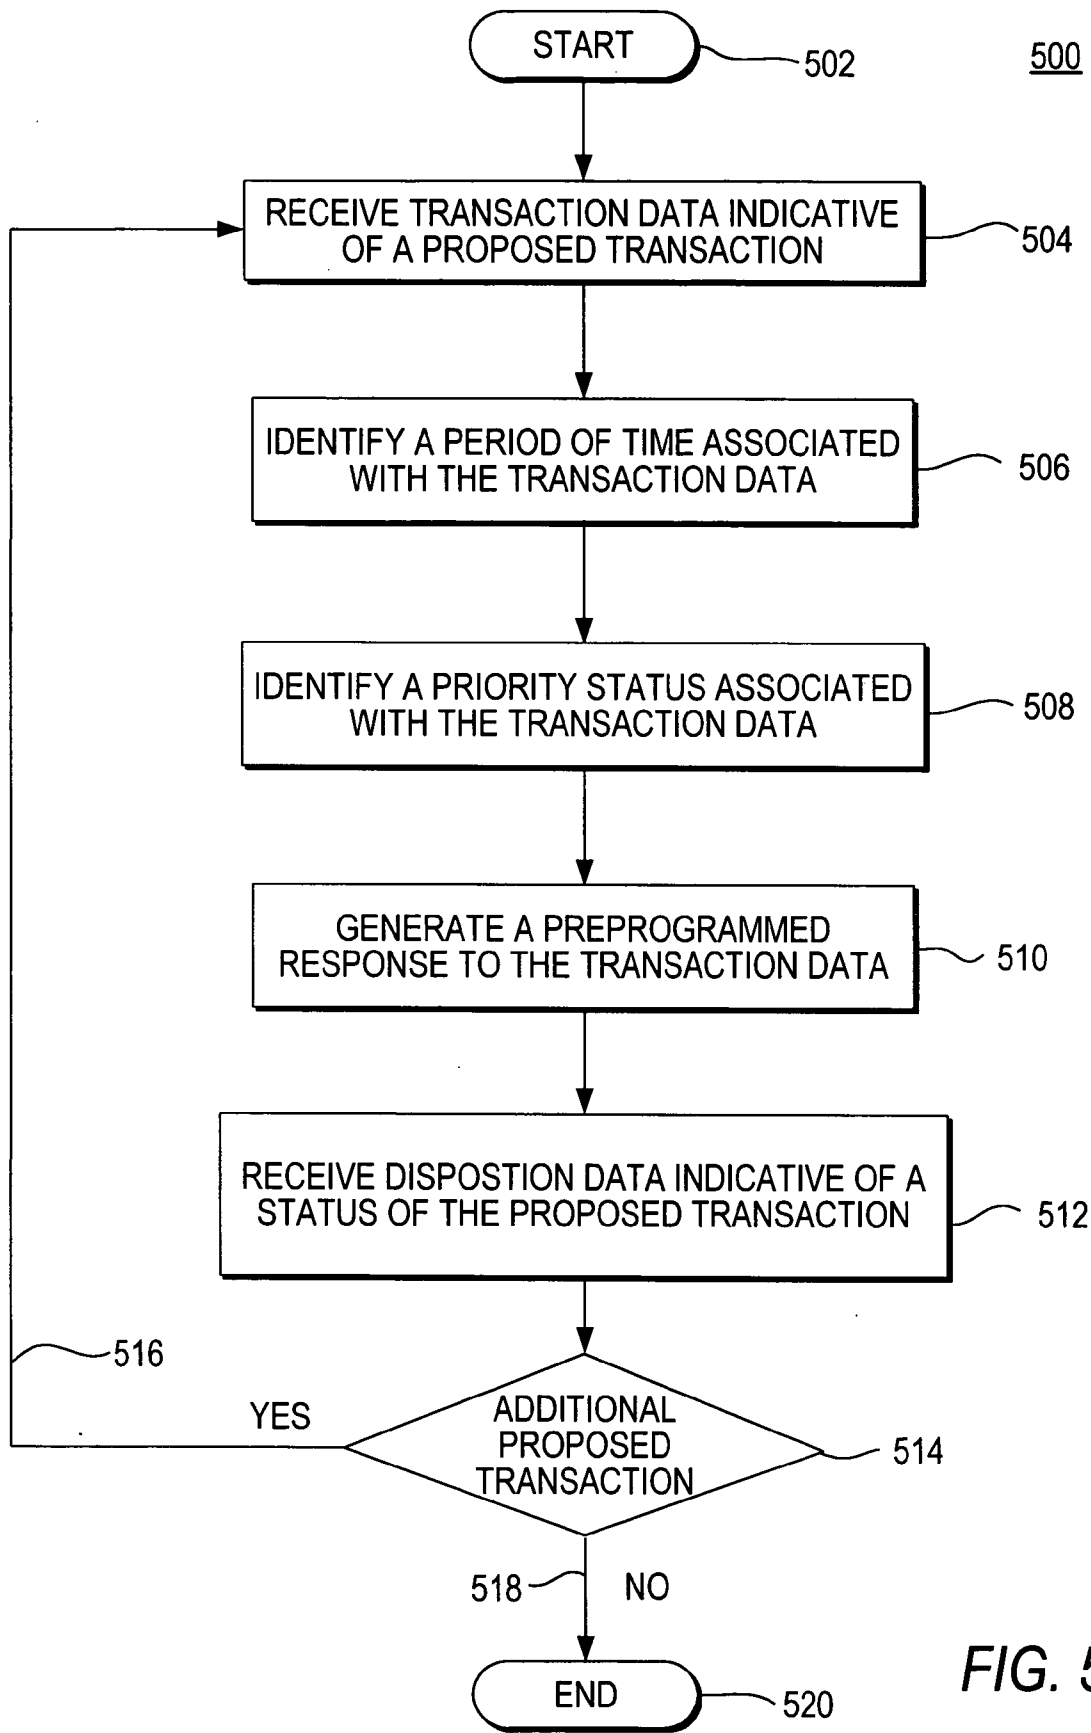 START
502
500
RECEIVE TRANSACTION DATA INDICATIVE
OF A PROPOSED TRANSACTION
504
IDENTIFY A PERIOD OF TIME ASSOCIATED
WITH THE TRANSACTION DATA
506
IDENTIFY A PRIORITY STATUS ASSOCIATED
WITH THE TRANSACTION DATA
508
GENERATE A PREPROGRAMMED
RESPONSE TO THE TRANSACTION DATA
510
RECEIVE DISPOSTION DATA INDICATIVE OF A
STATUS OF THE PROPOSED TRANSACTION
512
516
YES
ADDITIONAL
PROPOSED
TRANSACTION
514
518
NO
END
520
FIG. 5